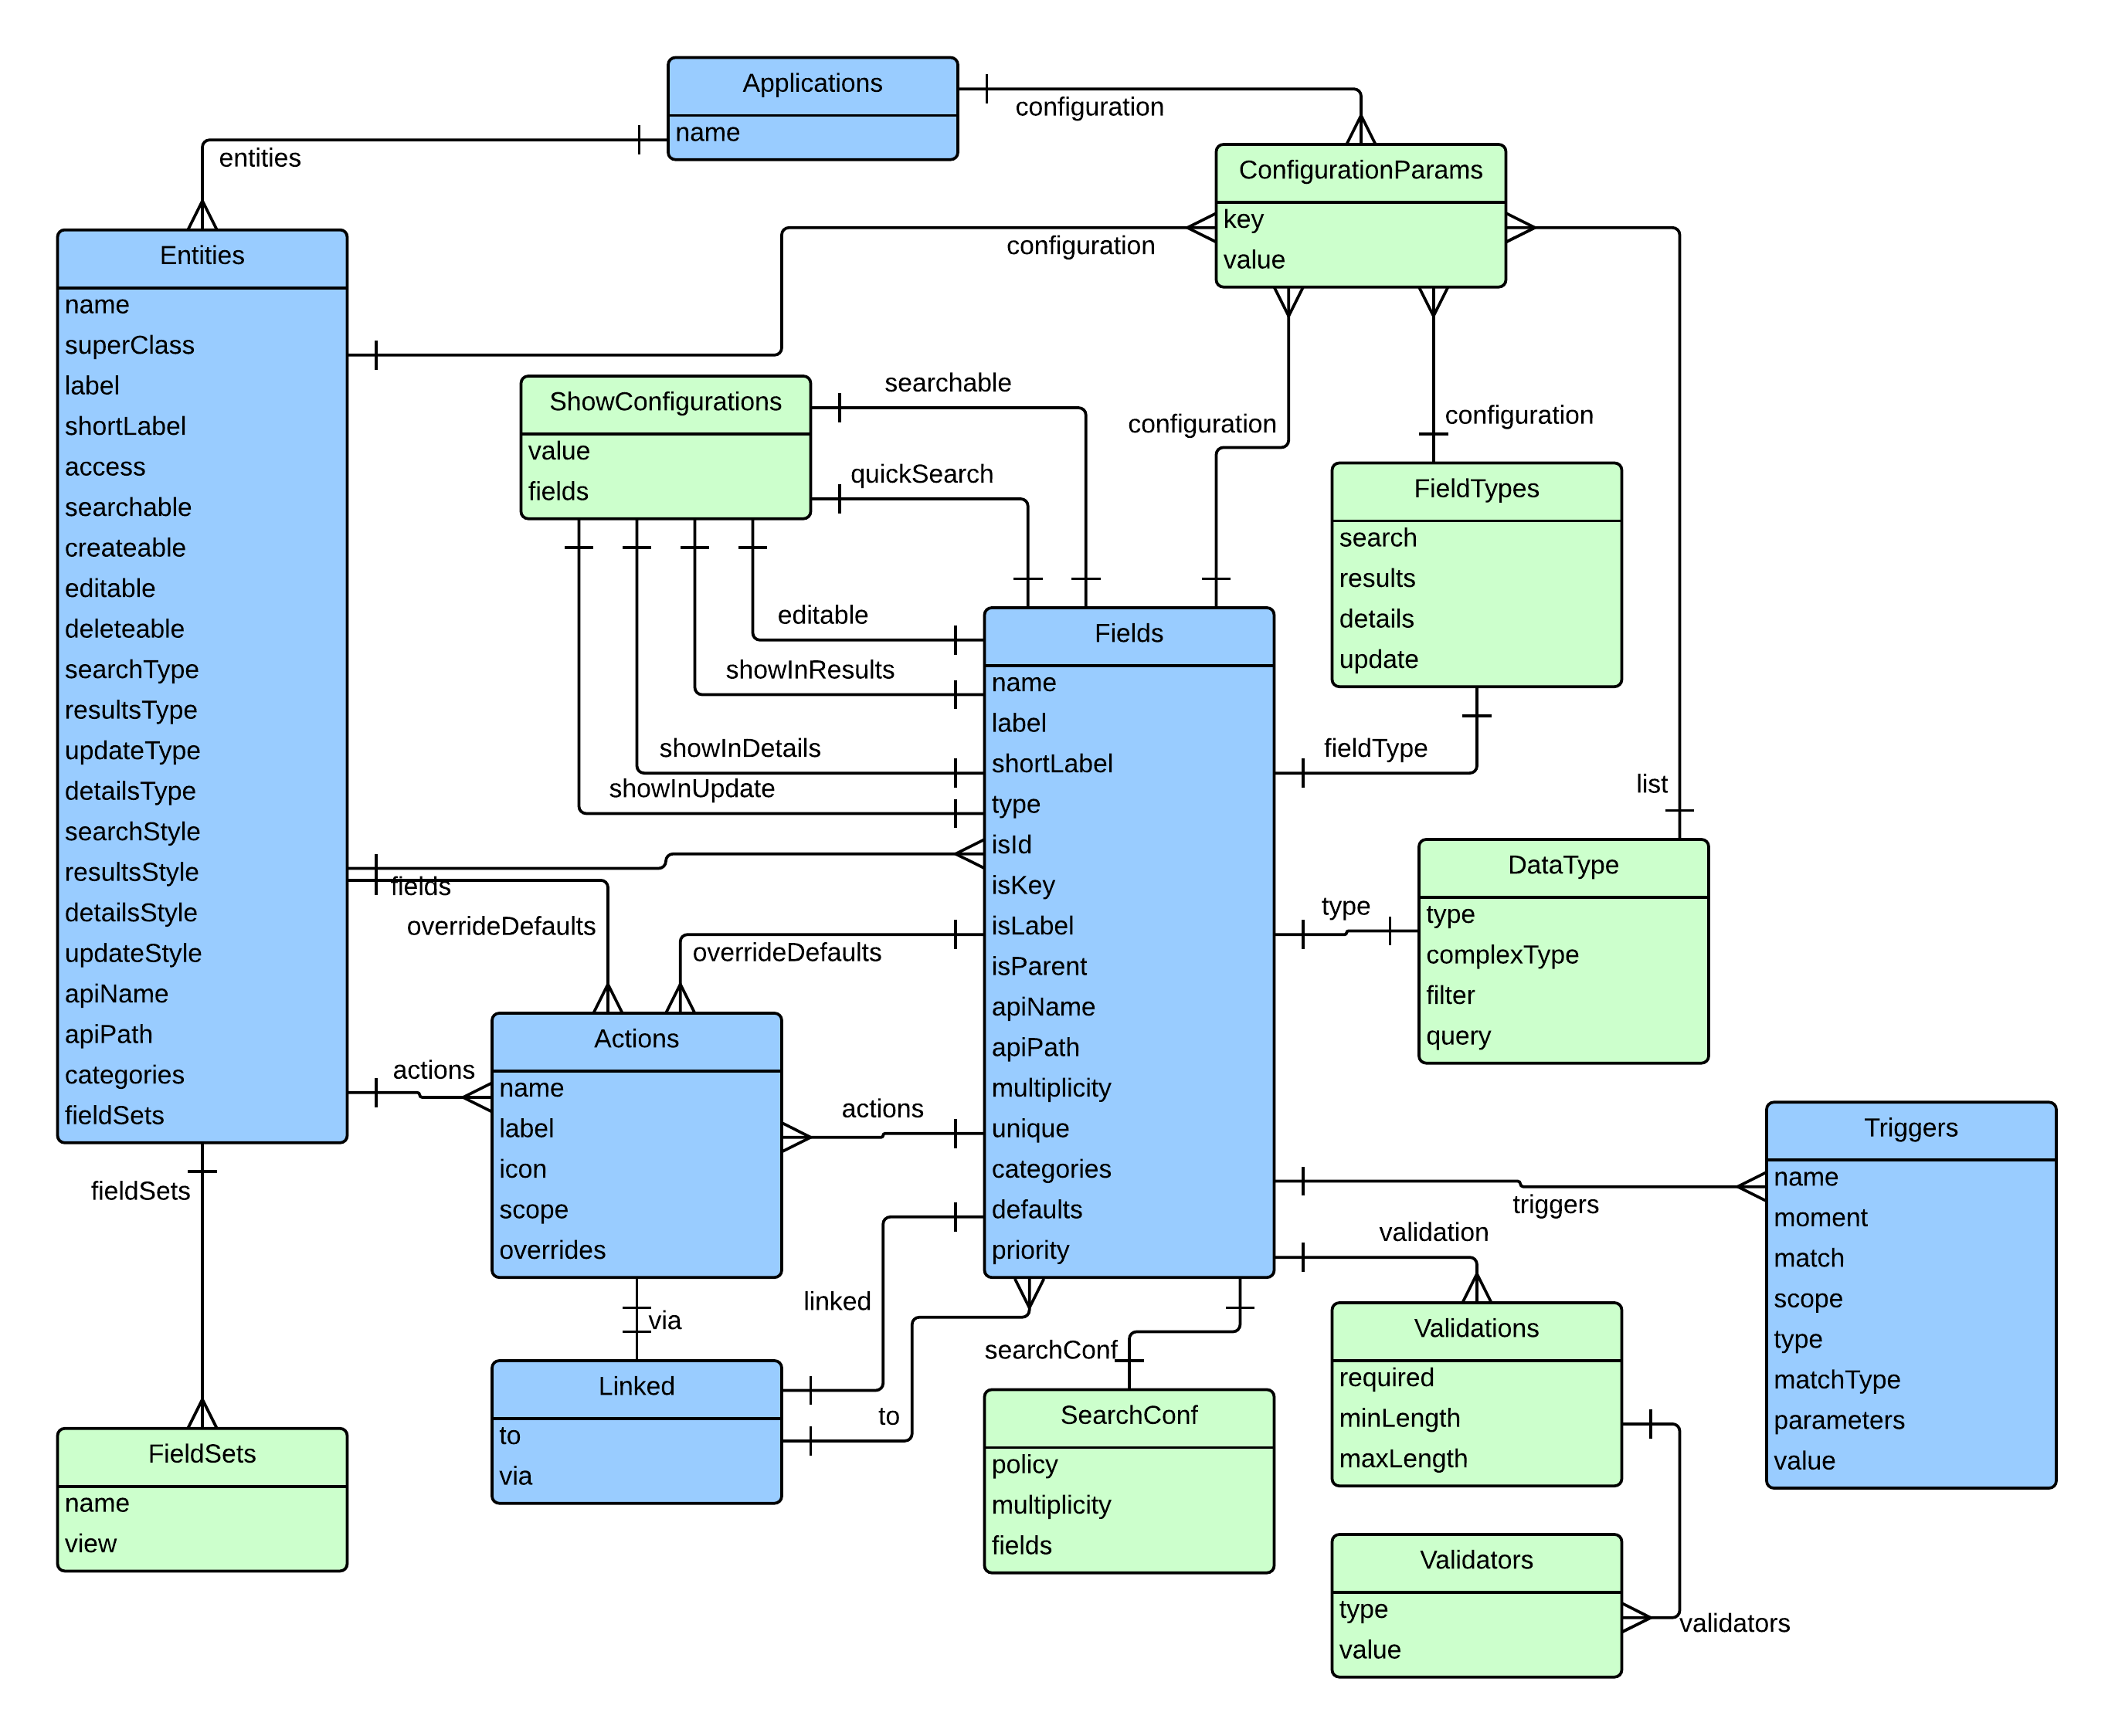 Applications
name
configuration
entities
ConfigurationParams
key
value
configuration
Entities
name
superClass
label
shortLabel
access
searchable
createable
editable
deleteable
searchType
resultsType
updateType
detailsType
searchStyle
resultsStyle
detailsStyle
updateStyle
apiName
apiPath
categories
fieldSets
ShowConfigurations
value
fields
searchable
quickSearch
configuration
configuration
FieldTypes
search
results
details
update
editable
showInResults
showInDetails
showInUpdate
Fields
name
label
shortLabel
type
isId
isKey
isLabel
isParent
apiName
apiPath
multiplicity
unique
categories
defaults
priority
fieldType
list
DataType
type
complexType
filter
query
type
fields
overrideDefaults
overrideDefaults
Actions
name
label
icon
scope
overrides
actions
actions
Triggers
name
moment
match
scope
type
matchType
parameters
value
triggers
validation
fieldSets
linked
via
to
searchConf
Linked
to
via
SearchConf
policy
multiplicity
fields
Validations
required
minLength
maxLength
FieldSets
name
view
Validators
type
value
validators